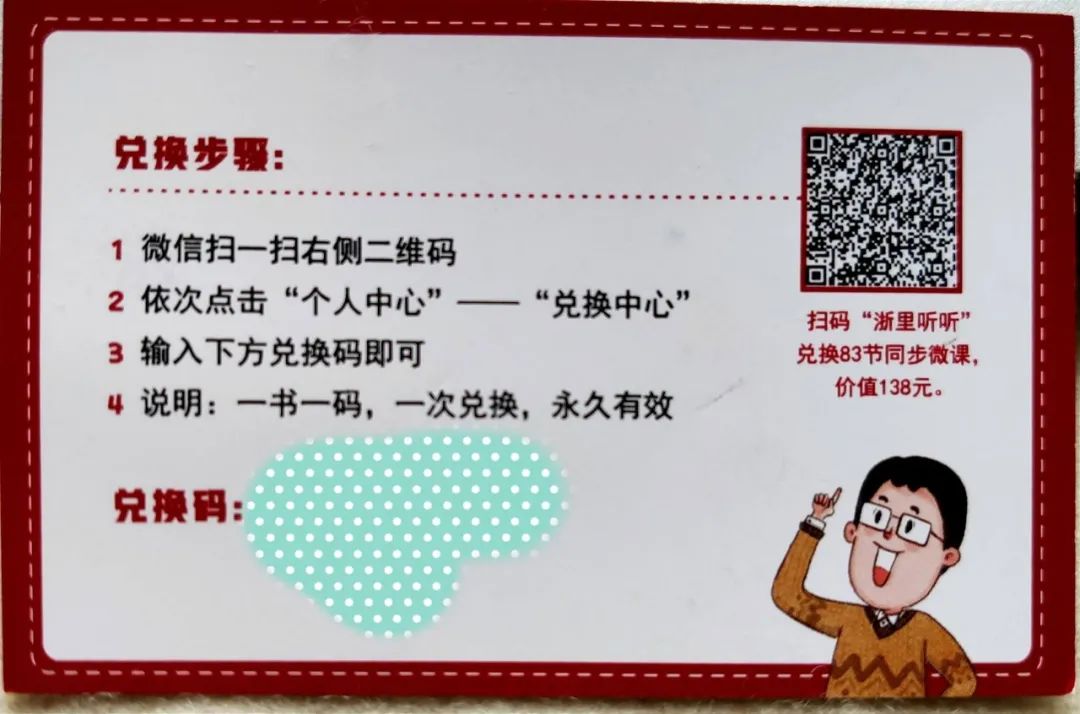 兑换步骤:
1 微信扫一扫右侧二维码
2 依次点击“个人中心”——“兑换中心”
3 输入下方兑换码即可
4 说明：一书一码，一次兑换，永久有效
兑换码:
扫码“浙里听听”
兑换83节同步微课，
价值138元。